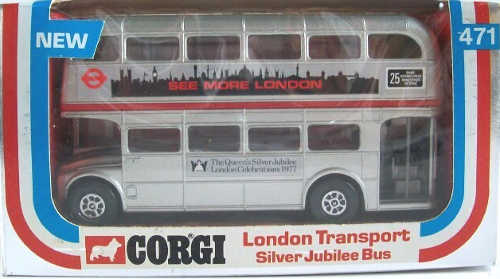 NEW
471
SEE MORE LONDON
25
The Queen's Silver Jubilee
London Celebrations 1977
CORGI
London Transport
Silver Jubilee Bus